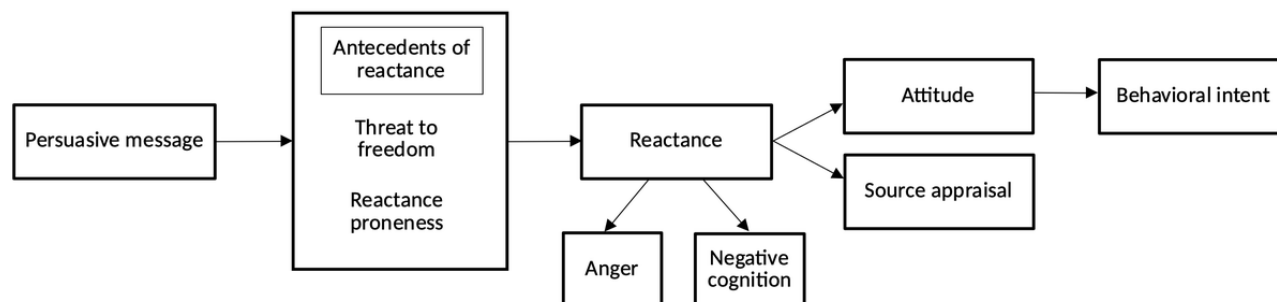 Persuasive message
Antecedents of
reactance
Threat to
freedom
Reactance
proneness
Reactance
Anger
Negative
cognition
Attitude
Source appraisal
Behavioral intent